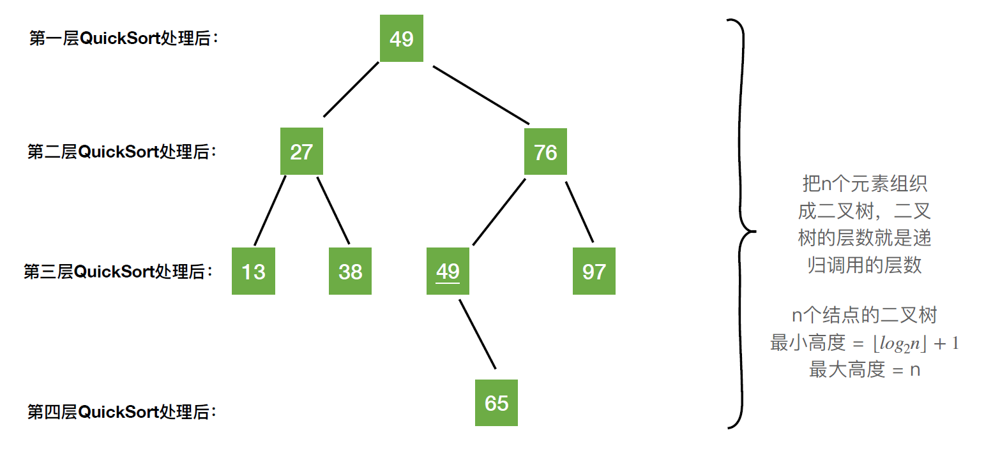 第一层QuickSort处理后：
49
第二层QuickSort处理后：
27
76
第三层QuickSort处理后：
13
38
49
97
第四层QuickSort处理后：
65
把n个元素组织
成二叉树，二叉
树的层数就是递
归调用的层数
n个结点的二叉树
最小高度 = ⌊log₂n⌋ + 1
最大高度 = n